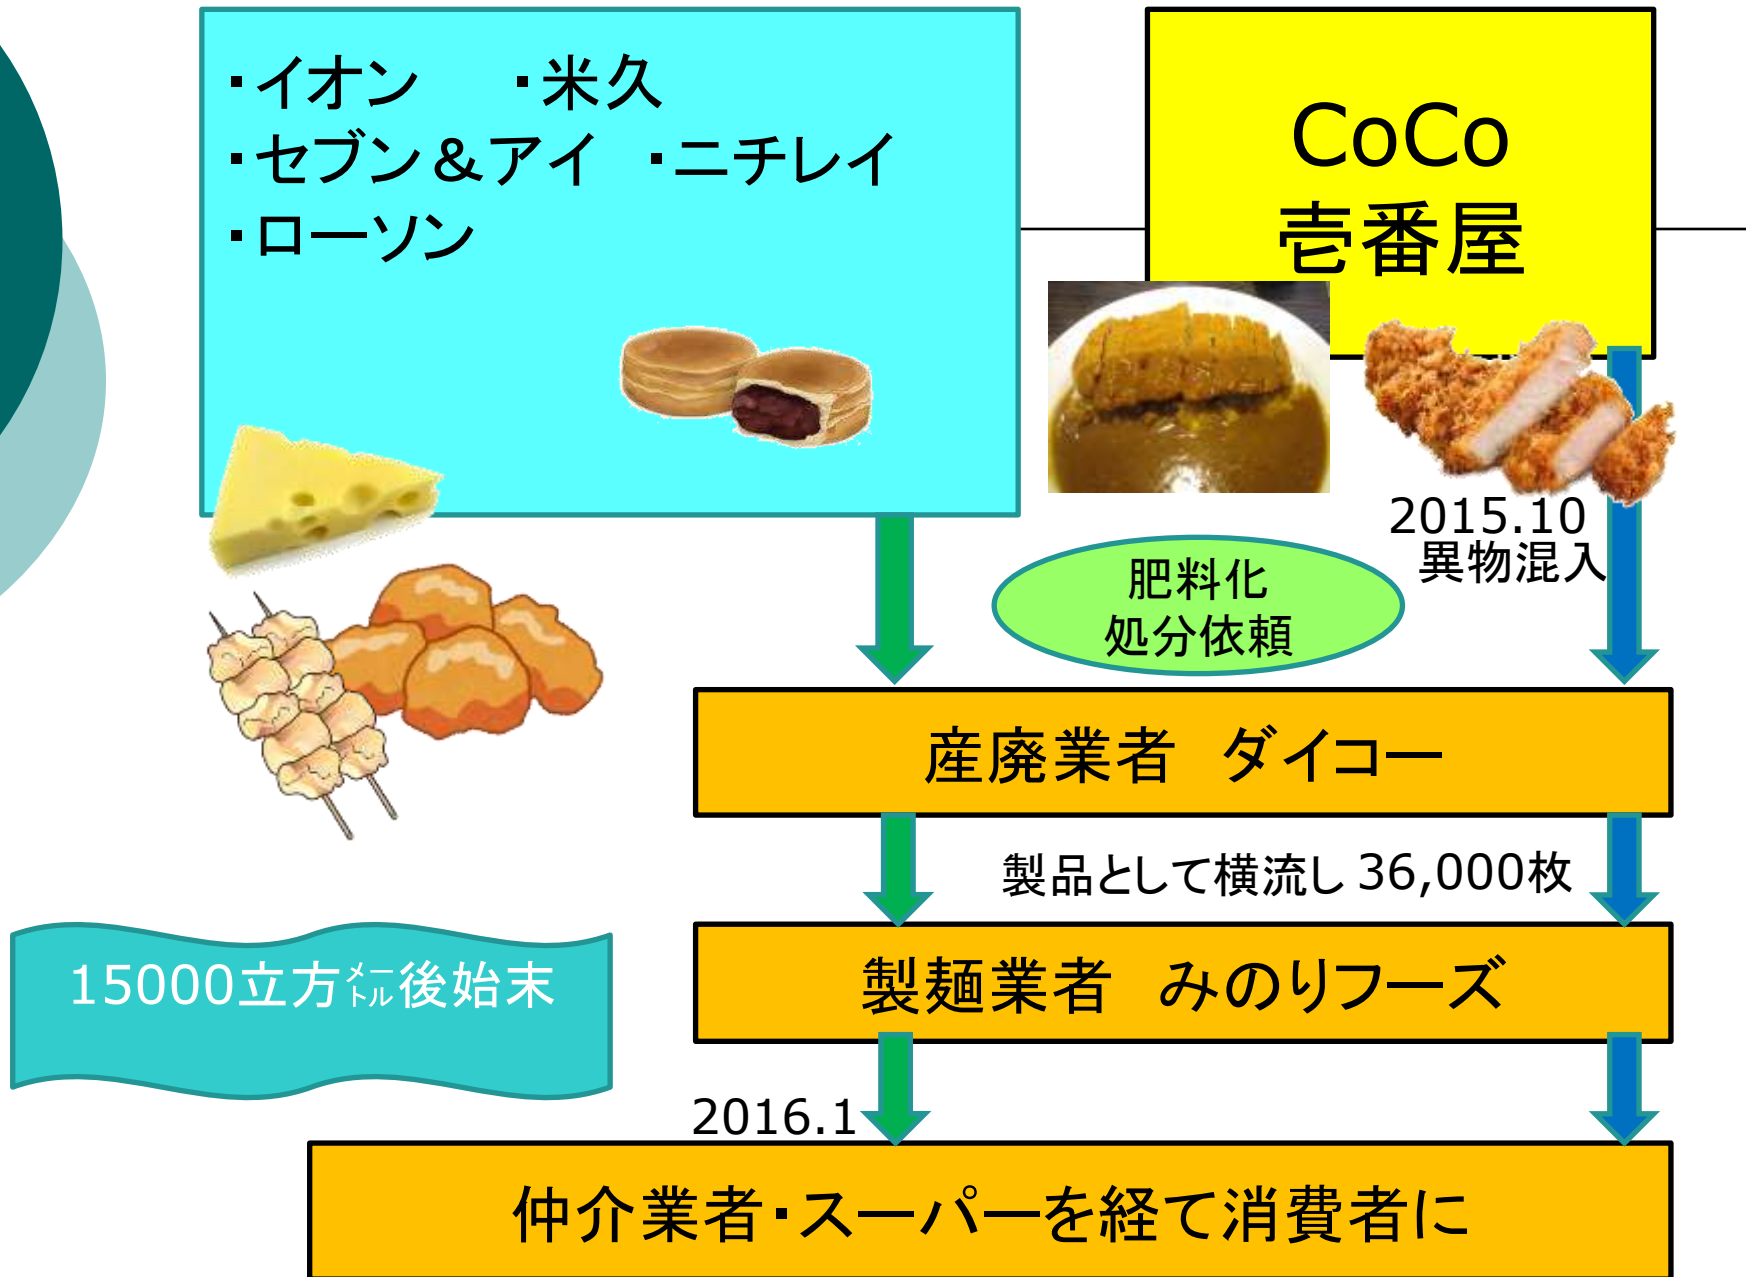 ・イオン　・米久
・セブン＆アイ　・ニチレイ
・ローソン
CoCo
壱番屋
2015.10
異物混入
肥料化
処分依頼
産廃業者　ダイコー
製品として横流し 36,000枚
製麺業者　みのりフーズ
15000立方メートル後始末
2016.1
仲介業者・スーパーを経て消費者に